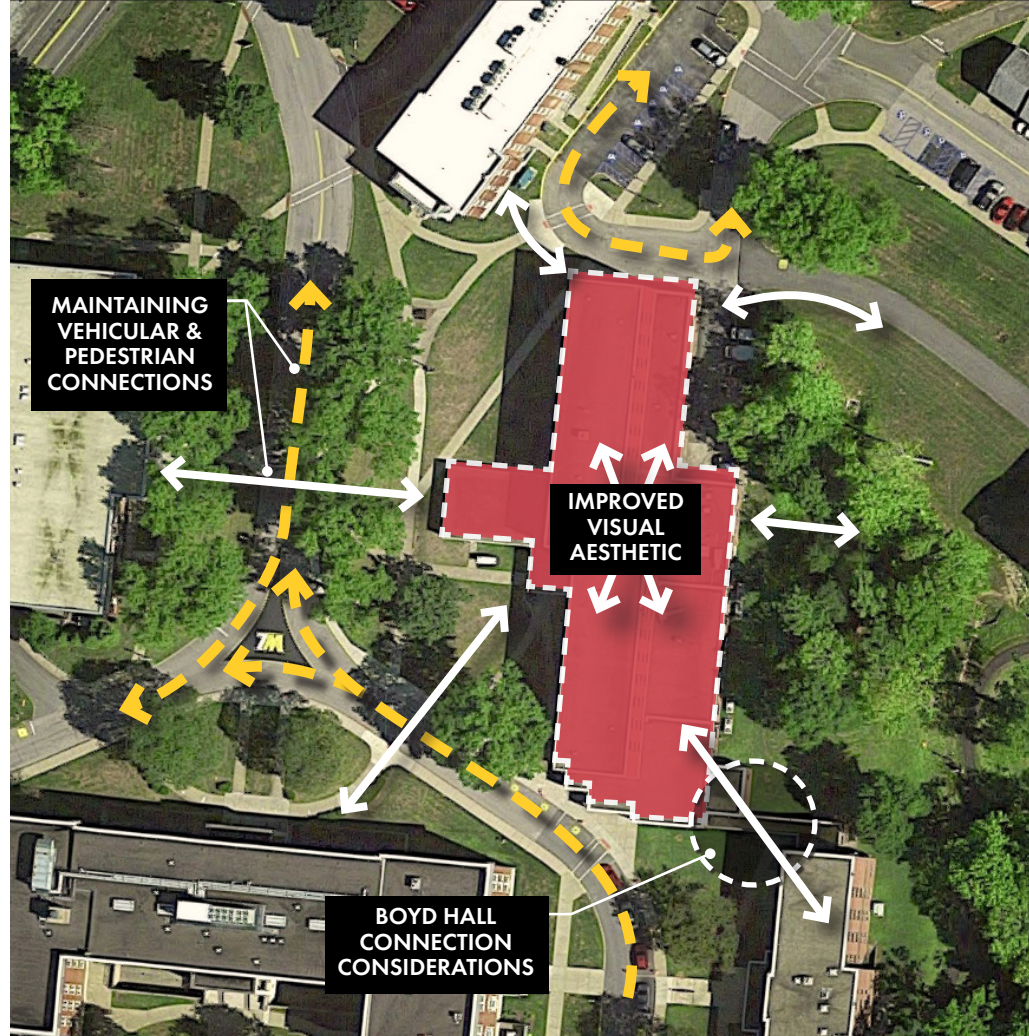 MAINTAINING
VEHICULAR &
PEDESTRIAN
CONNECTIONS
IMPROVED
VISUAL
AESTHETIC
BOYD HALL
CONNECTION
CONSIDERATIONS